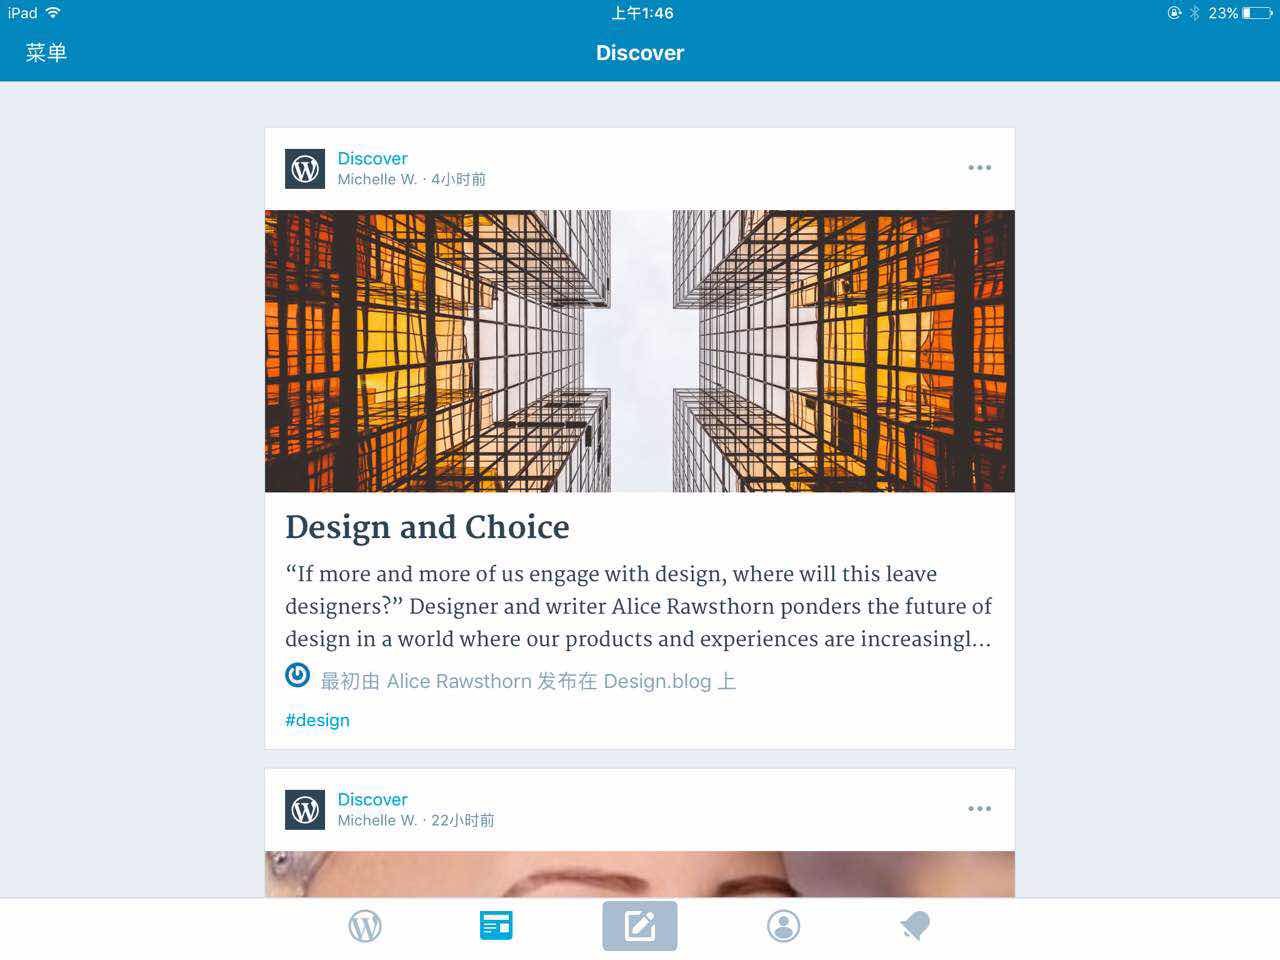 iPad 上午1:46 23%
菜单 Discover
Discover
Michelle W. · 4小时前
Design and Choice
“If more and more of us engage with design, where will this leave
designers?” Designer and writer Alice Rawsthorn ponders the future of
design in a world where our products and experiences are increasingl...
最初由 Alice Rawsthorn 发布在 Design.blog 上
#design
Discover
Michelle W. · 22小时前